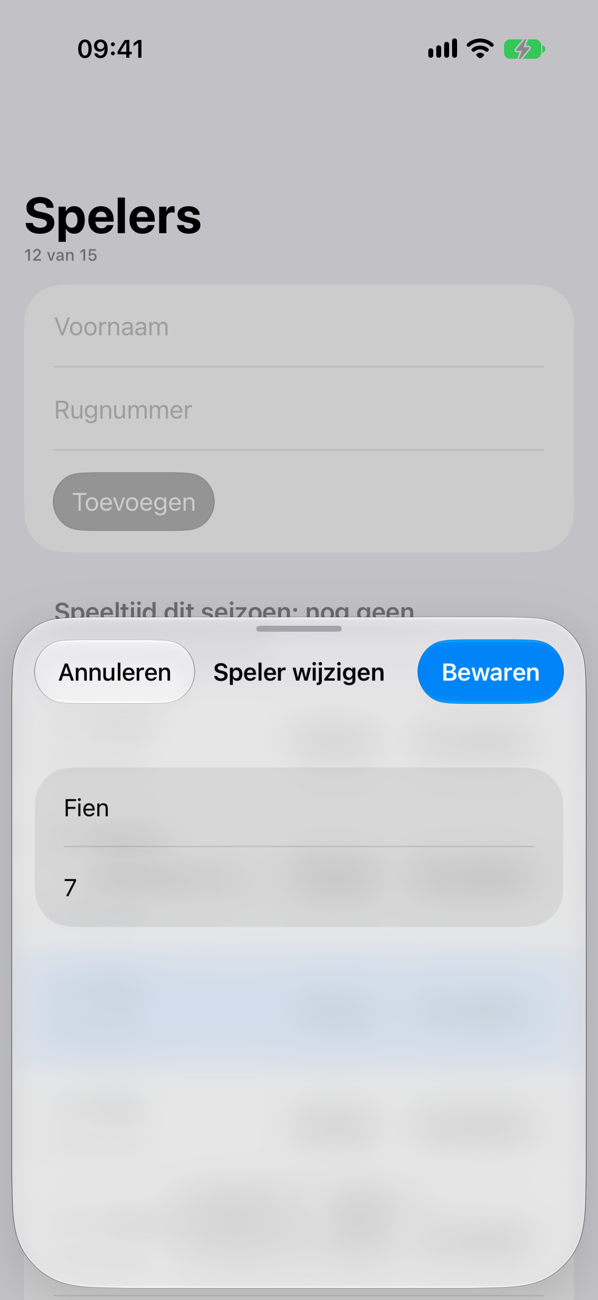 09:41
Spelers
12 van 15
Voornaam
Rugnummer
Toevoegen
Speeltijd dit seizoen: nog geen
Annuleren
Speler wijzigen
Bewaren
Fien
7